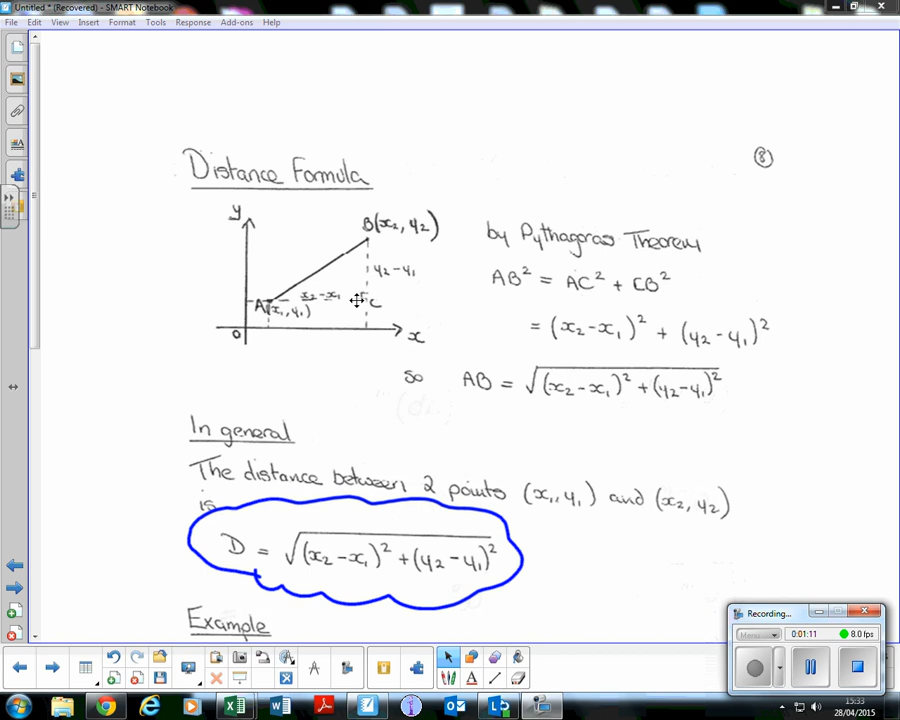 Untitled * (Recovered) - SMART Notebook
File Edit View Insert Format Tools Response Add-ons Help
⑧
Distance Formula
y
B(x₂, y₂)
y₂-y₁
x₂-x₁
C
A(x₁, y₁)
O
x
by Pythagoras Theorem
AB² = AC² + CB²
= (x₂-x₁)² + (y₂-y₁)²
so AB = √(x₂-x₁)² + (y₂-y₁)²
In general
The distance between 2 points (x₁, y₁) and (x₂, y₂)
is
D = √(x₂-x₁)² + (y₂-y₁)²
Example
Recording...
Menu 0:01:11 8.0 fps
15:33
28/04/2015